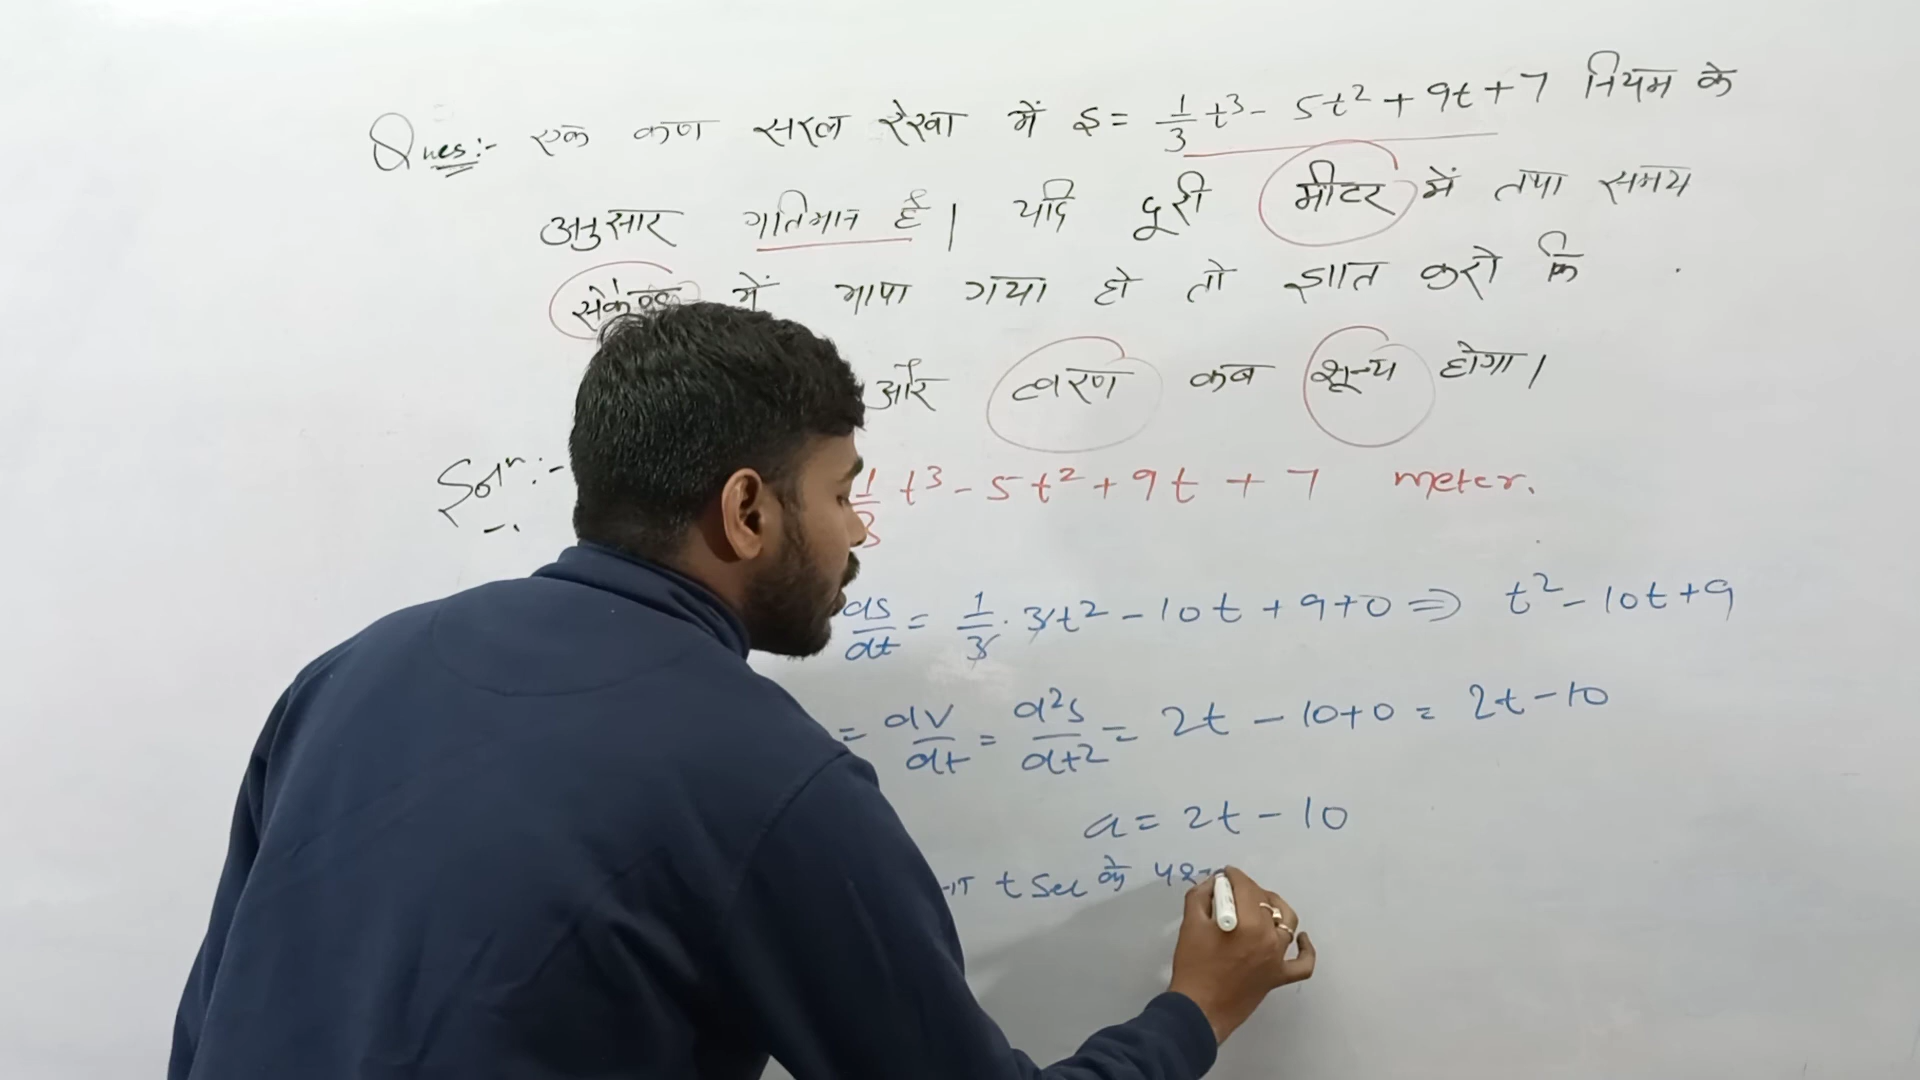 Ques:- एक कण सरल रेखा में s = 1/3 t³ - 5t² + 9t + 7 नियम के
अनुसार गतिमान है। यदि दूरी मीटर में तथा समय
सेकेण्ड में मापा गया हो तो ज्ञात करो कि
और त्वरण कब शून्य होगा।
Solⁿ:- 1/3 t³ - 5t² + 9t + 7 meter.
ds/dt = 1/3 · 3t² - 10t + 9 + 0 ⇒ t² - 10t + 9
= dv/dt = d²s/dt² = 2t - 10 + 0 = 2t - 10
a = 2t - 10
t Sec के